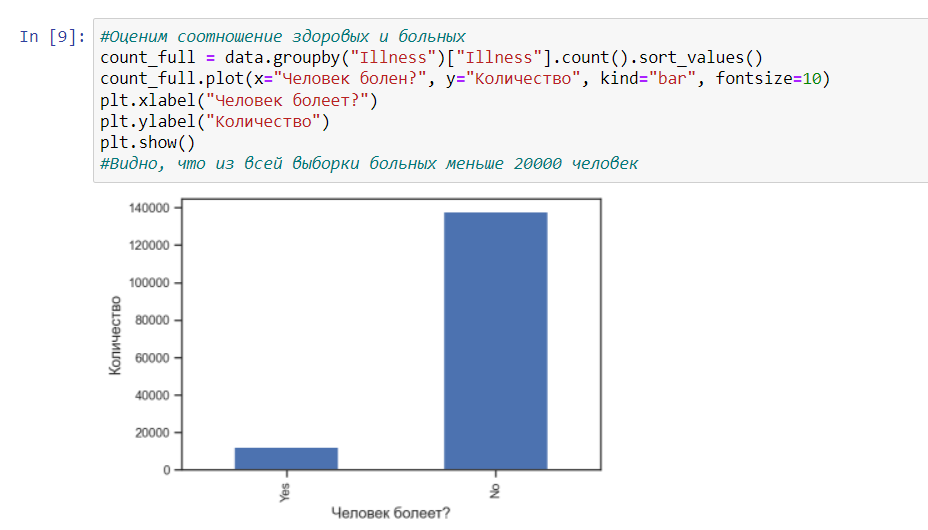 In [9]: #Оценим соотношение здоровых и больных
count_full = data.groupby("Illness")["Illness"].count().sort_values()
count_full.plot(x="Человек болен?", y="Количество", kind="bar", fontsize=10)
plt.xlabel("Человек болеет?")
plt.ylabel("Количество")
plt.show()
#Видно, что из всей выборки больных меньше 20000 человек
140000
120000
100000
80000
60000
40000
20000
0
Количество
Yes
No
Человек болеет?